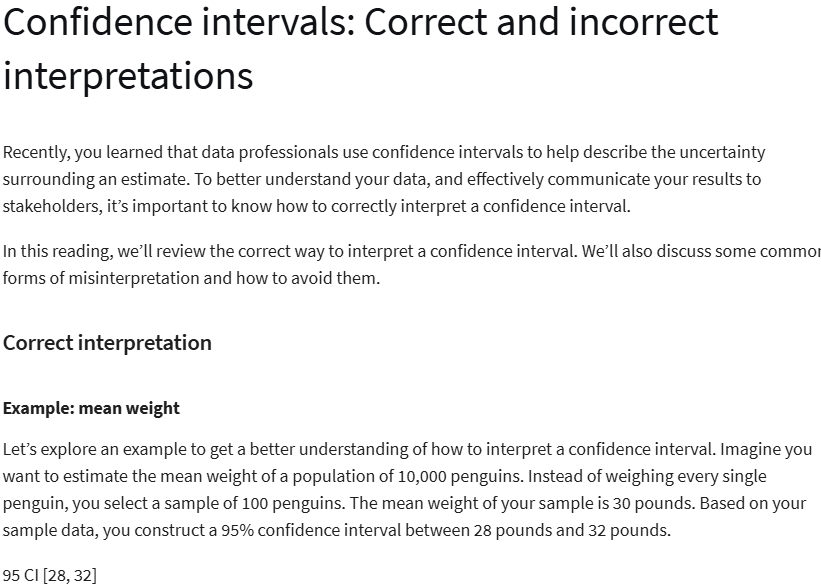 Confidence intervals: Correct and incorrect
interpretations
Recently, you learned that data professionals use confidence intervals to help describe the uncertainty
surrounding an estimate. To better understand your data, and effectively communicate your results to
stakeholders, it’s important to know how to correctly interpret a confidence interval.
In this reading, we’ll review the correct way to interpret a confidence interval. We’ll also discuss some common
forms of misinterpretation and how to avoid them.
Correct interpretation
Example: mean weight
Let’s explore an example to get a better understanding of how to interpret a confidence interval. Imagine you
want to estimate the mean weight of a population of 10,000 penguins. Instead of weighing every single
penguin, you select a sample of 100 penguins. The mean weight of your sample is 30 pounds. Based on your
sample data, you construct a 95% confidence interval between 28 pounds and 32 pounds.
95 CI [28, 32]